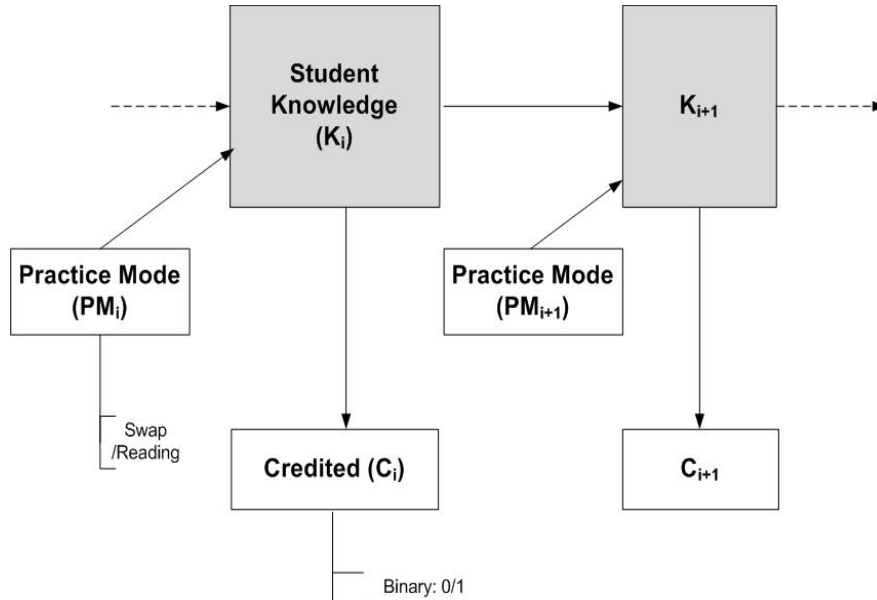 Student
Knowledge
(Kᵢ)
Kᵢ₊₁
Practice Mode
(PMᵢ)
Practice Mode
(PMᵢ₊₁)
Swap
/Reading
Credited (Cᵢ)
Cᵢ₊₁
Binary: 0/1